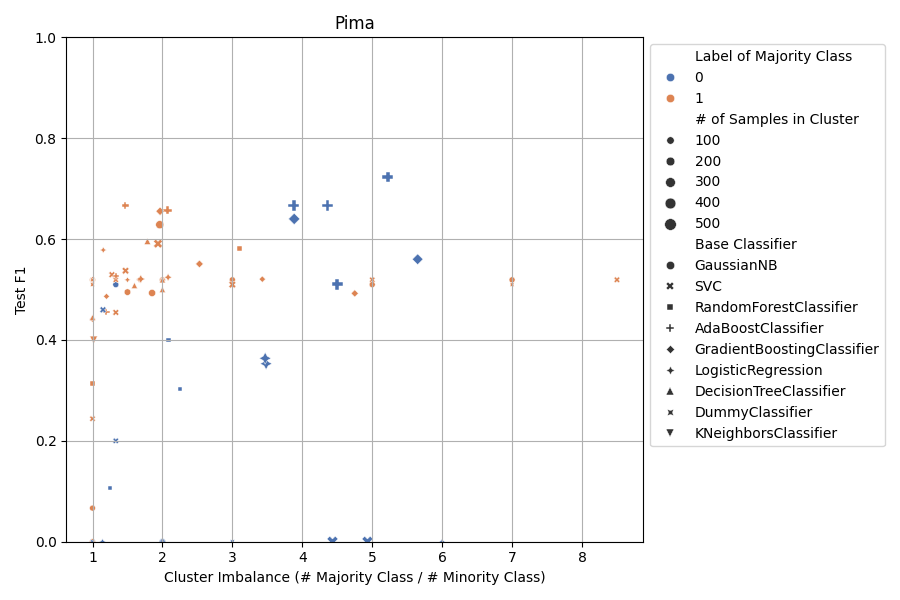 Pima
1.0
0.8
0.6
0.4
0.2
0.0
Test F1
1
2
3
4
5
6
7
8
Cluster Imbalance (# Majority Class / # Minority Class)
Label of Majority Class
0
1
# of Samples in Cluster
100
200
300
400
500
Base Classifier
GaussianNB
SVC
RandomForestClassifier
AdaBoostClassifier
GradientBoostingClassifier
LogisticRegression
DecisionTreeClassifier
DummyClassifier
KNeighborsClassifier